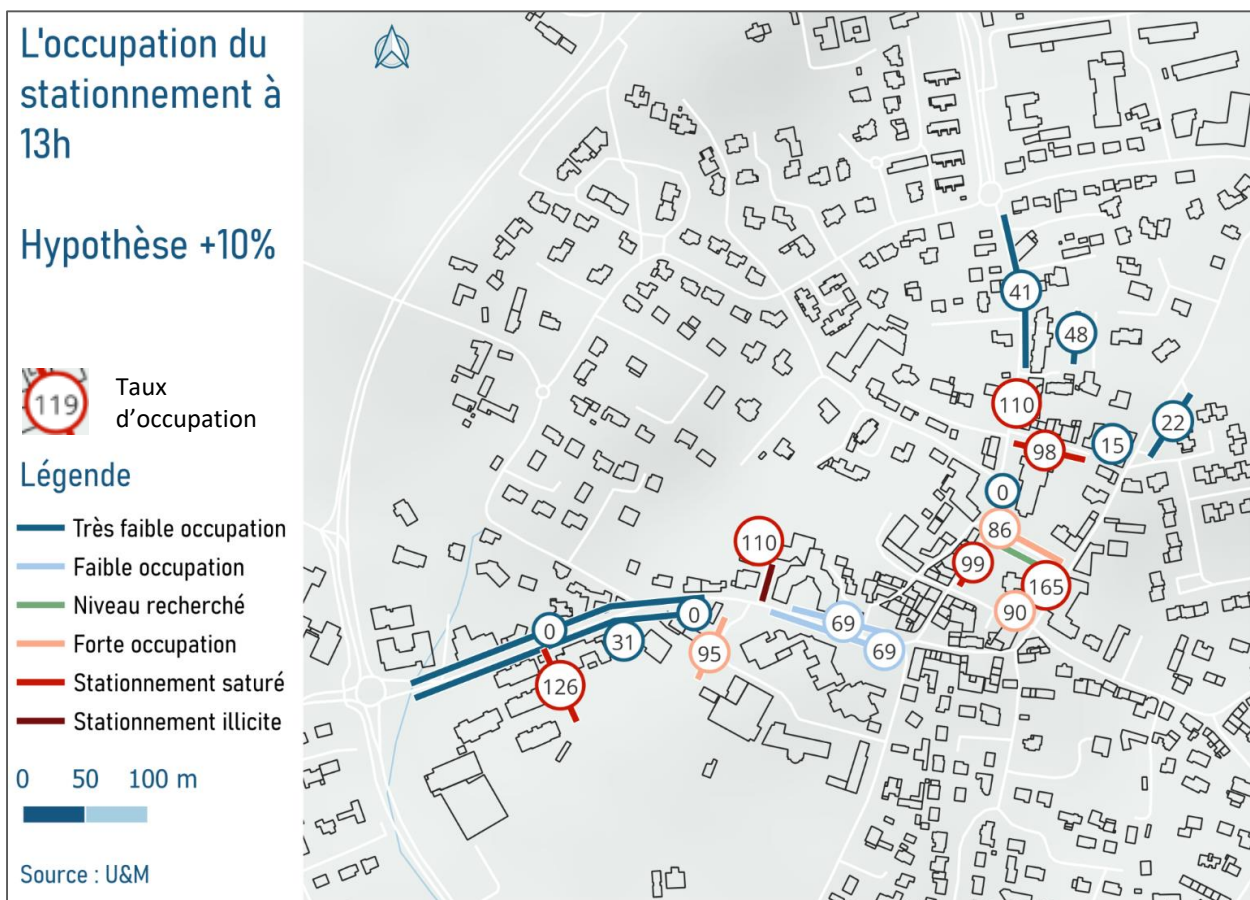 L'occupation du
stationnement à
13h
Hypothèse +10%
119
Taux
d'occupation
Légende
Très faible occupation
Faible occupation
Niveau recherché
Forte occupation
Stationnement saturé
Stationnement illicite
0 50 100 m
Source : U&M
41
48
110
22
98
15
0
86
110
99
165
90
0
0
69
31
69
95
126